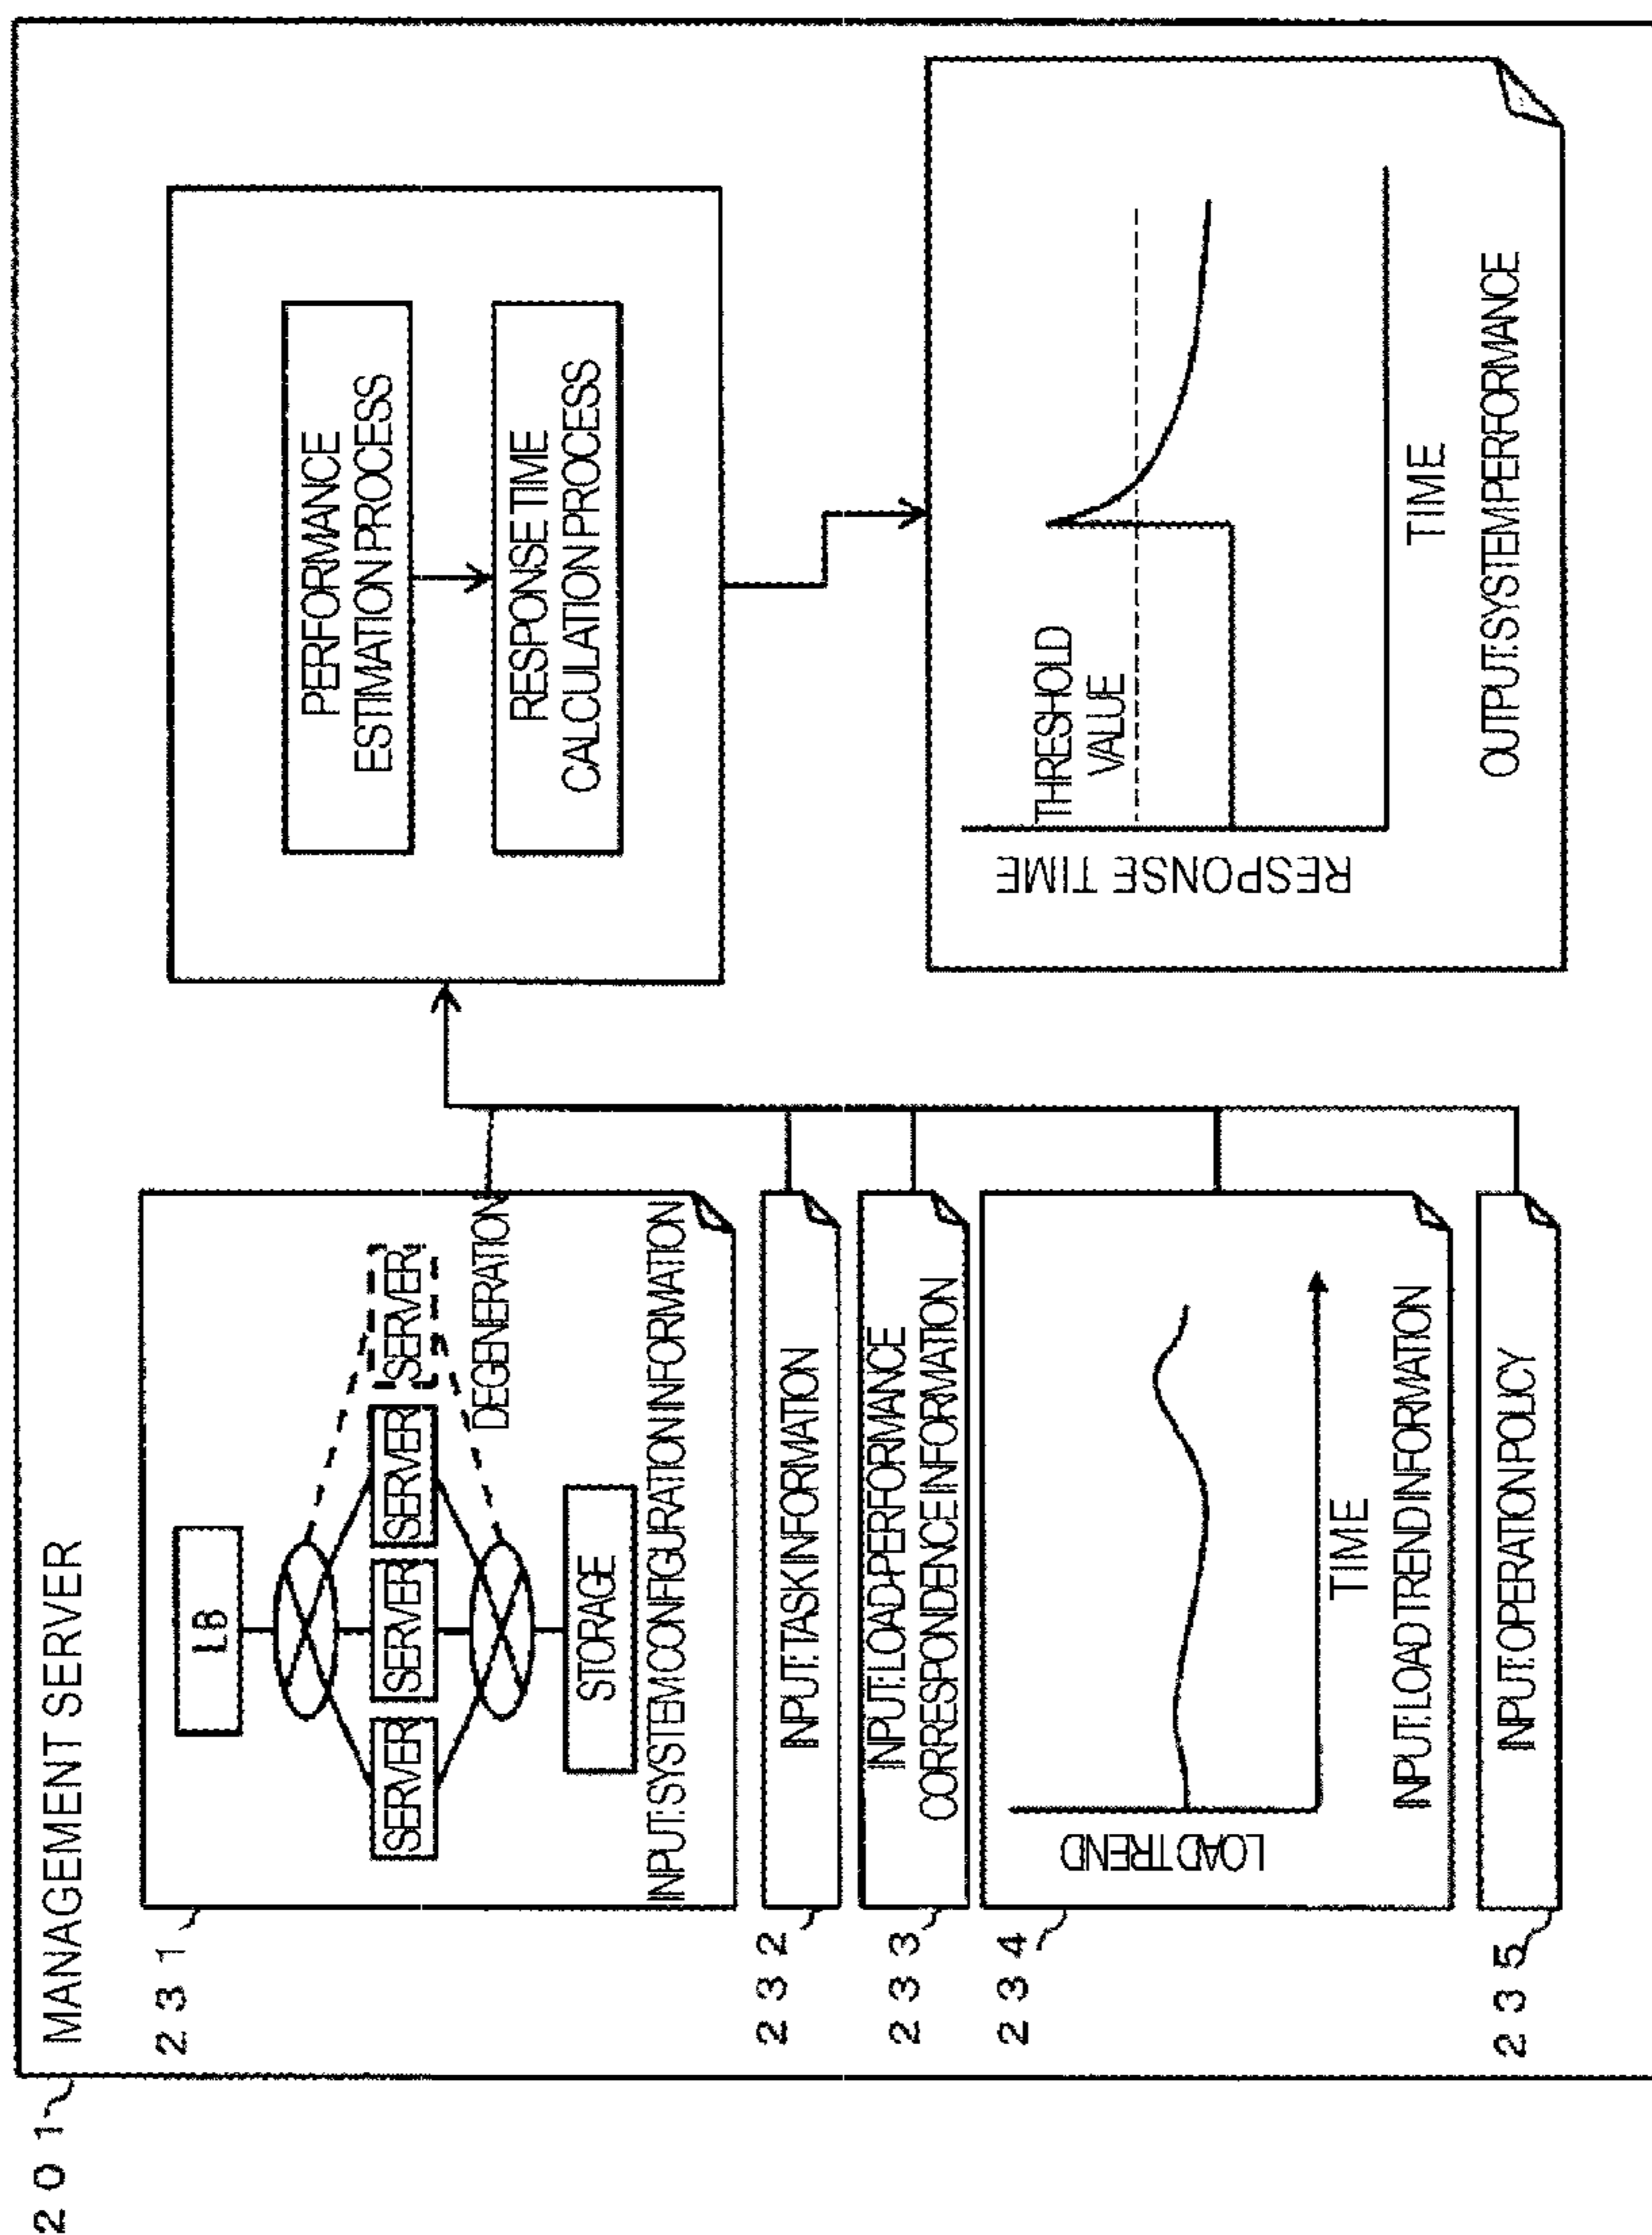 201
MANAGEMENT SERVER
231
LB
SERVER
SERVER
SERVER
SERVER
DEGENERATION
STORAGE
INPUT:SYSTEM CONFIGURATION INFORMATION
232
INPUT:TASK INFORMATION
233
INPUT:LOAD-PERFORMANCE
CORRESPONDENCE INFORMATION
234
LOAD TREND
TIME
INPUT:LOAD TREND INFORMATION
235
INPUT:OPERATION POLICY
PERFORMANCE
ESTIMATION PROCESS
RESPONSE TIME
CALCULATION PROCESS
THRESHOLD
VALUE
RESPONSE TIME
TIME
OUTPUT:SYSTEM PERFORMANCE